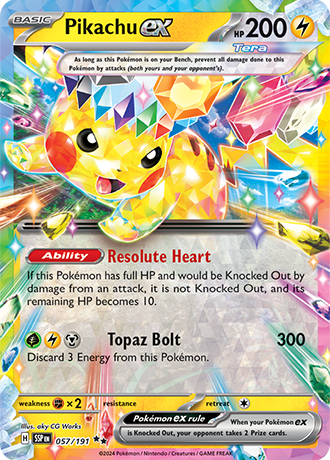 BASIC
Pikachu ex
HP 200
Tera
As long as this Pokémon is on your Bench, prevent all damage done to this
Pokémon by attacks (both yours and your opponent's).
Ability Resolute Heart
If this Pokémon has full HP and would be Knocked Out by
damage from an attack, it is not Knocked Out, and its
remaining HP becomes 10.
Topaz Bolt 300
Discard 3 Energy from this Pokémon.
weakness ×2 resistance retreat
Illus. aky CG Works
Pokémon ex rule
When your Pokémon ex
is Knocked Out, your opponent takes 2 Prize cards.
H SSP EN 057/191
©2024 Pokémon / Nintendo / Creatures / GAME FREAK